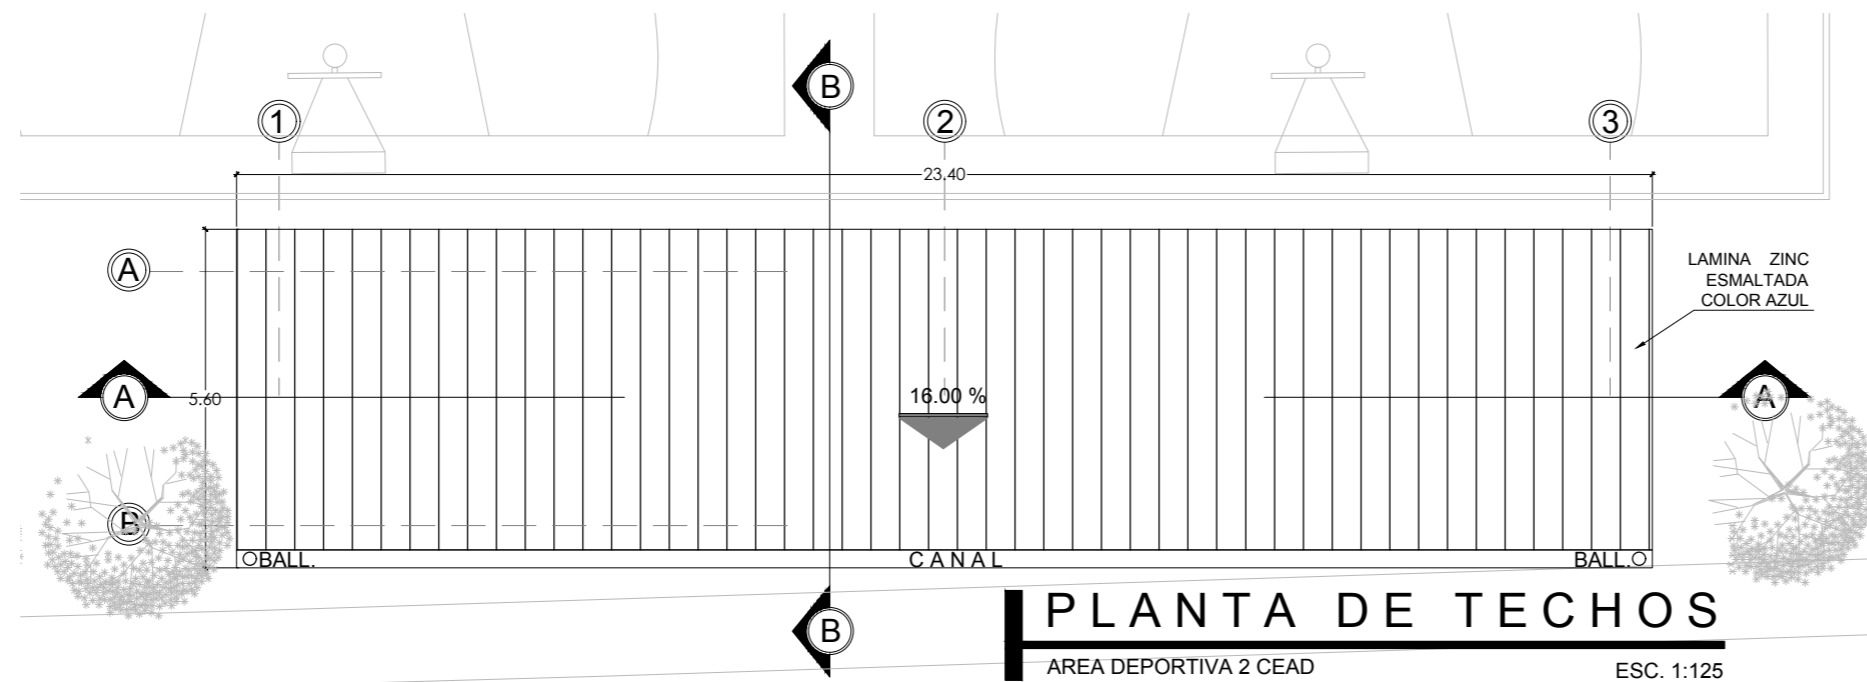 B
1
2
3
23.40
A
LAMINA ZINC
ESMALTADA
COLOR AZUL
A
5.60
16.00 %
A
B
BALL.
CANAL
BALL.
B
PLANTA DE TECHOS
AREA DEPORTIVA 2 CEAD
ESC. 1:125